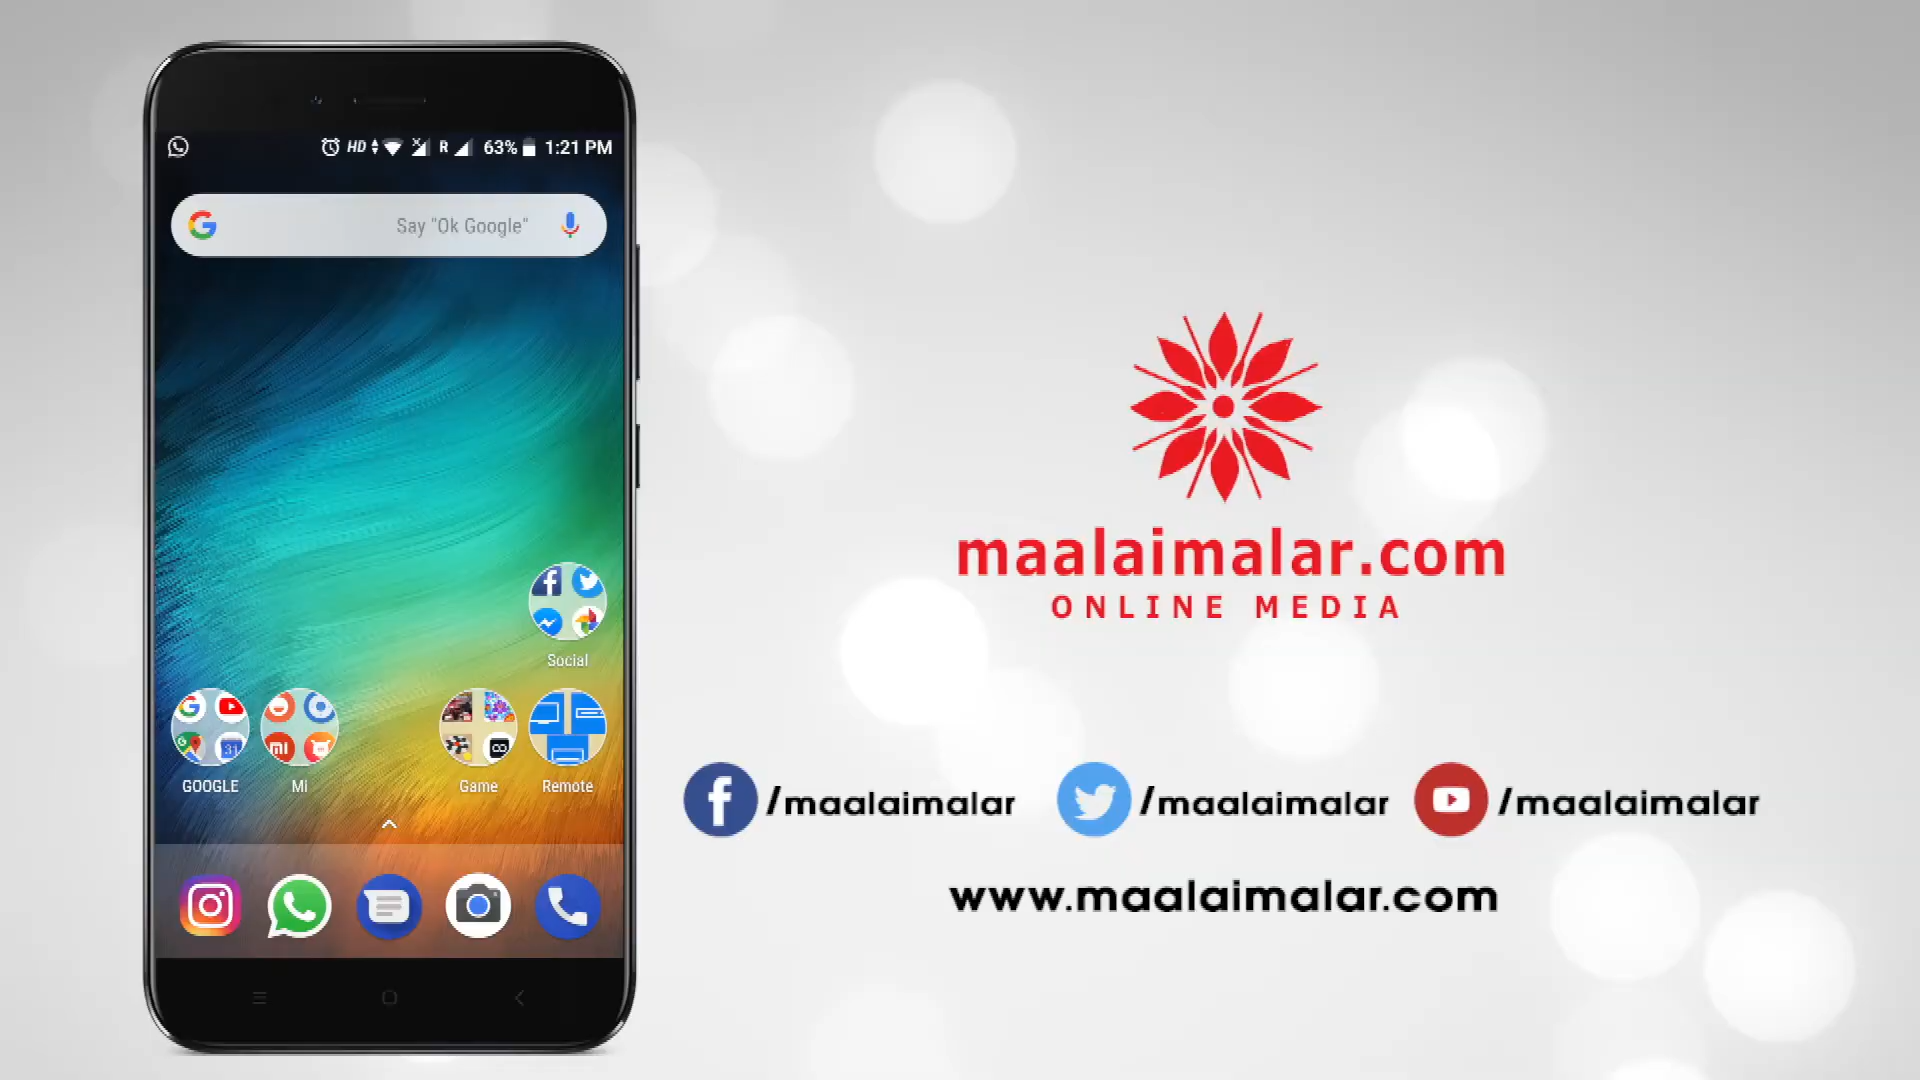 HD R 63% 1:21 PM
Say "Ok Google"
Social
GOOGLE Mi Game Remote
maalaimalar.com
ONLINE MEDIA
/maalaimalar /maalaimalar /maalaimalar
www.maalaimalar.com